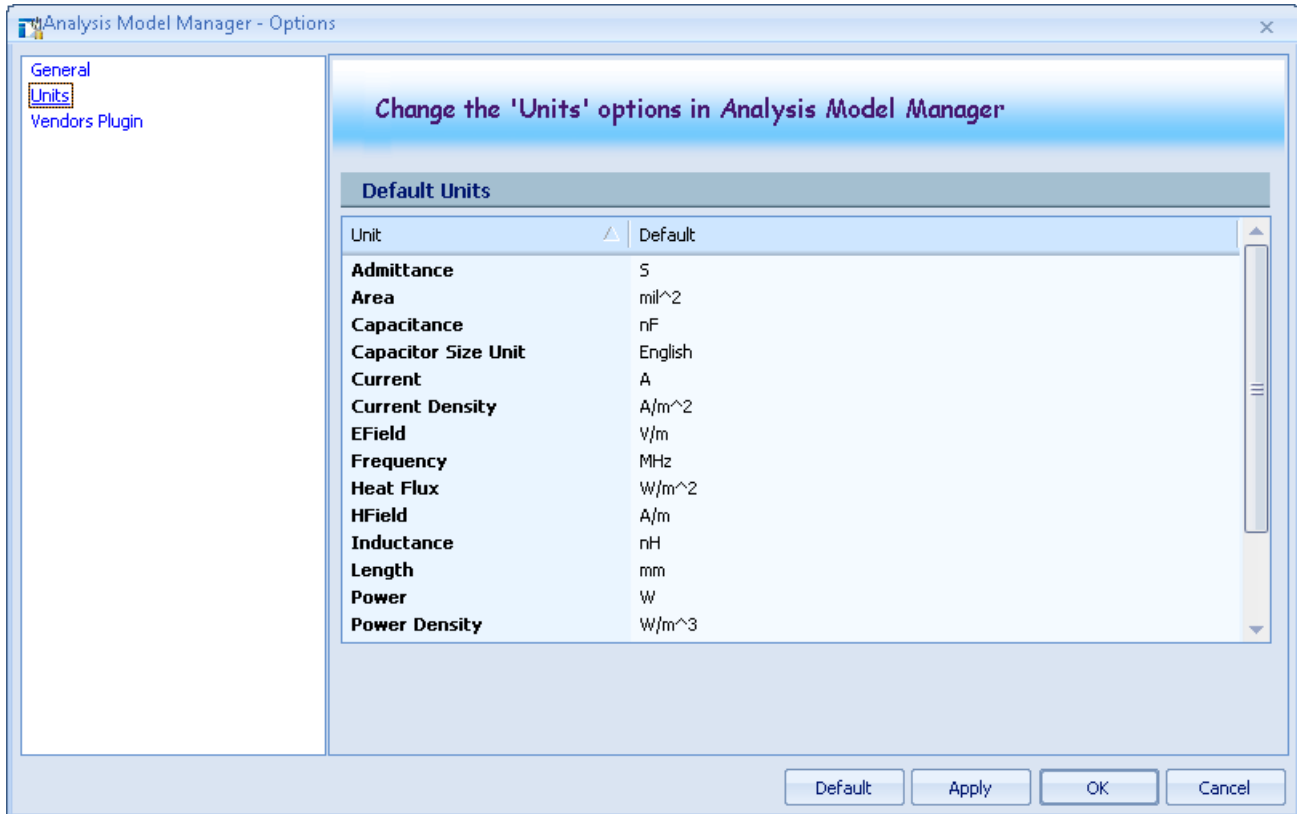 Analysis Model Manager - Options
General
Units
Vendors Plugin
Change the 'Units' options in Analysis Model Manager
Default Units
Unit Default
Admittance S
Area mil^2
Capacitance nF
Capacitor Size Unit English
Current A
Current Density A/m^2
EField V/m
Frequency MHz
Heat Flux W/m^2
HField A/m
Inductance nH
Length mm
Power W
Power Density W/m^3
Default Apply OK Cancel